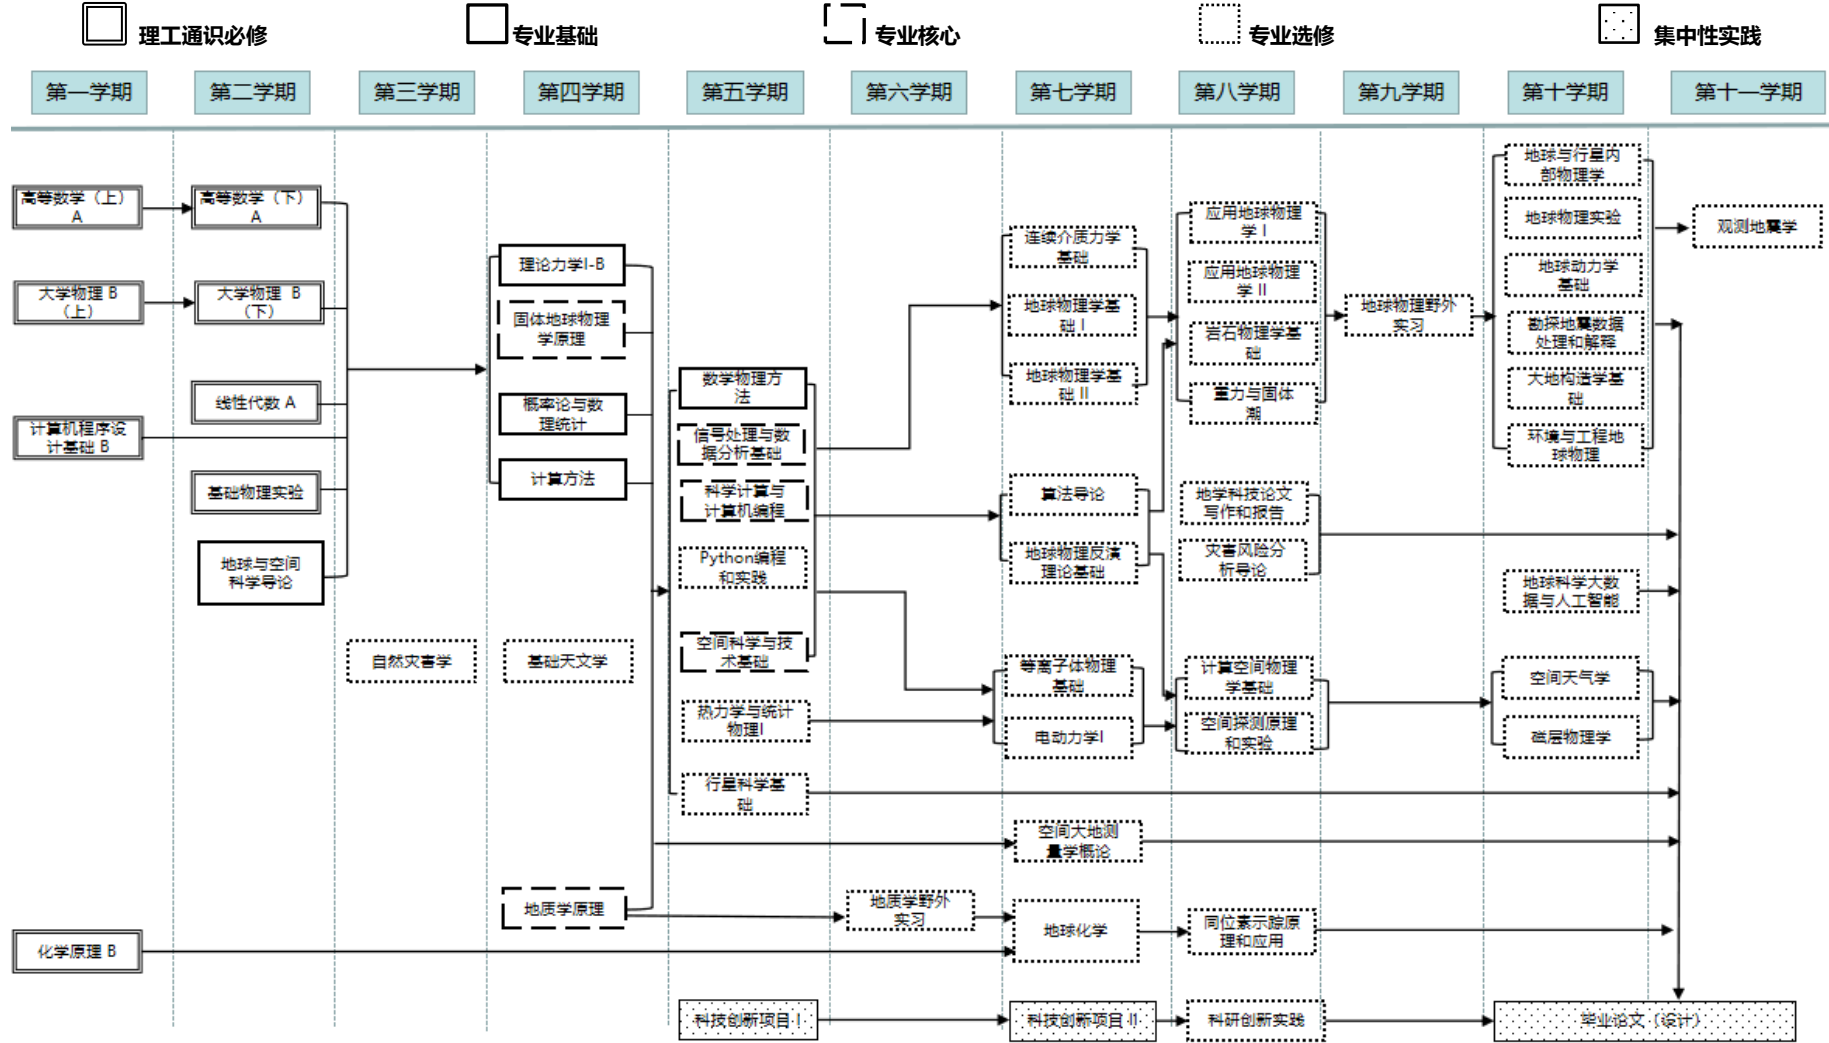 理工通识必修
专业基础
专业核心
专业选修
集中性实践
第一学期
第二学期
第三学期
第四学期
第五学期
第六学期
第七学期
第八学期
第九学期
第十学期
第十一学期
高等数学（上）
A
大学物理 B
（上）
计算机程序设
计基础 B
化学原理 B
高等数学（下）
A
大学物理 B
（下）
线性代数 A
基础物理实验
地球与空间
科学导论
自然灾害学
理论力学I-B
固体地球物理
学原理
概率论与数
理统计
计算方法
基础天文学
地质学原理
数学物理方
法
信号处理与数
据分析基础
科学计算与
计算机编程
Python编程
和实践
空间科学与技
术基础
热力学与统计
物理I
行星科学基
础
科技创新项目 I
地质学野外
实习
连续介质力学
基础
地球物理学基
础 I
地球物理学基
础 II
算法导论
地球物理反演
理论基础
等离子体物理
基础
电动力学I
空间大地测
量学概论
地球化学
科技创新项目 II
应用地球物理
学 I
应用地球物理
学 II
岩石物理学基
础
重力与固体
潮
地学科技论文
写作和报告
灾害风险分
析导论
计算空间物理
学基础
空间探测原理
和实验
同位素示踪原
理和应用
科研创新实践
地球物理野外
实习
地球与行星内
部物理学
地球物理实验
地球动力学
基础
勘探地震数据
处理和解释
大地构造学基
础
环境与工程地
球物理
地球科学大数
据与人工智能
空间天气学
磁层物理学
毕业论文（设计）
观测地震学